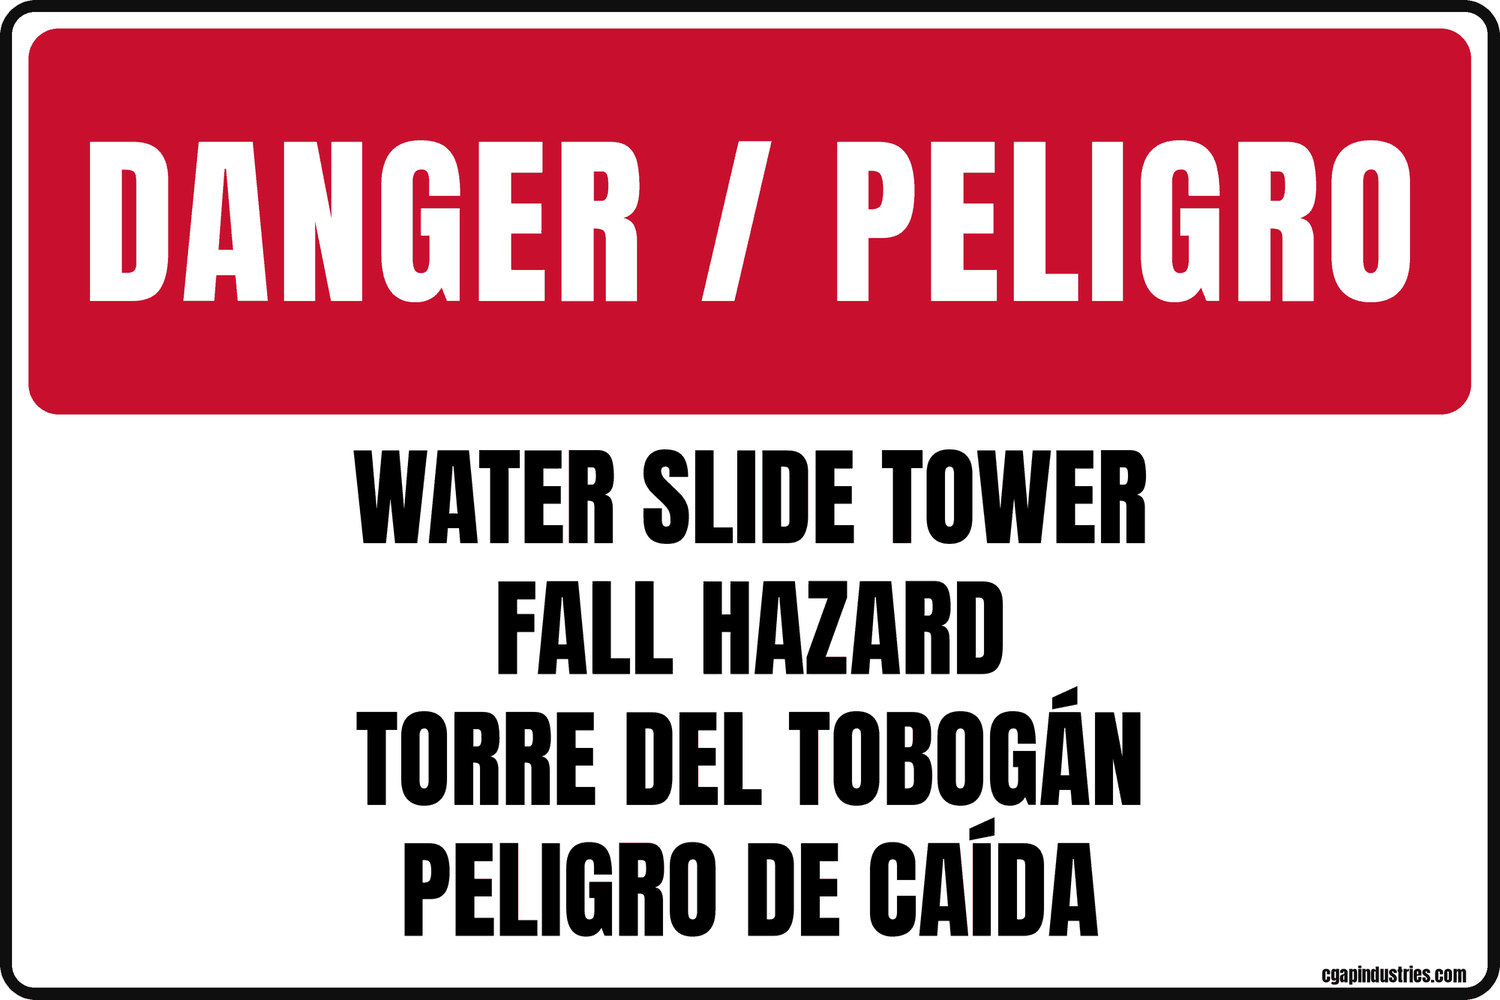 DANGER / PELIGRO
WATER SLIDE TOWER
FALL HAZARD
TORRE DEL TOBOGÁN
PELIGRO DE CAÍDA
cgapindustries.com